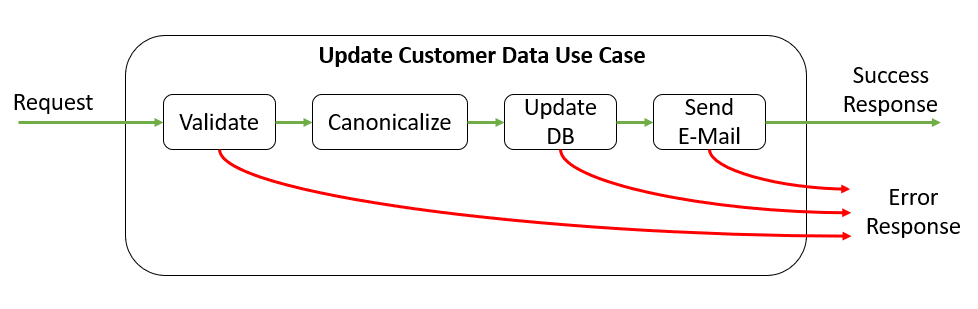 Update Customer Data Use Case
Request
Validate
Canonicalize
Update
DB
Send
E-Mail
Success
Response
Error
Response